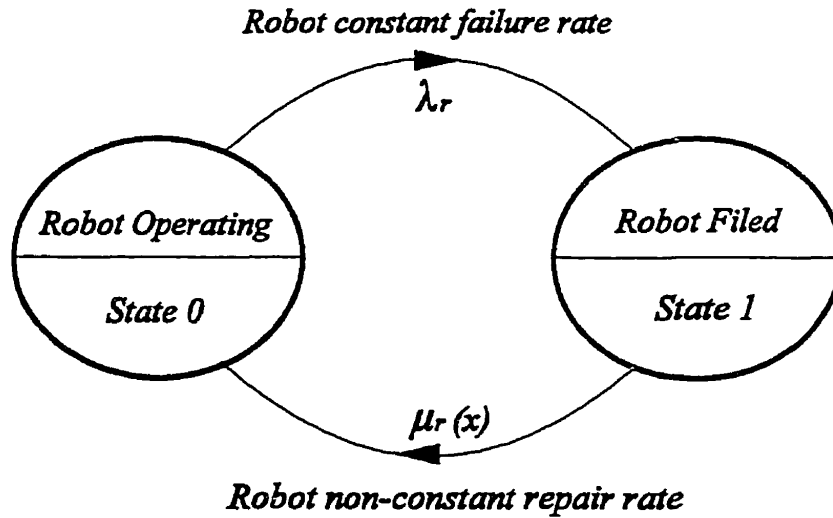 Robot constant failure rate
λr
Robot Operating
State 0
Robot Filed
State 1
μr (x)
Robot non-constant repair rate